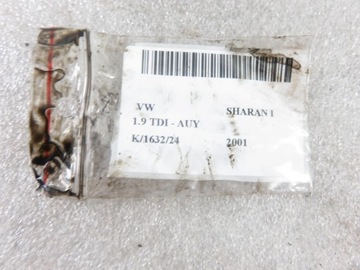 VW SHARAN I
1.9 TDI - AUY
K/1632/24 2001